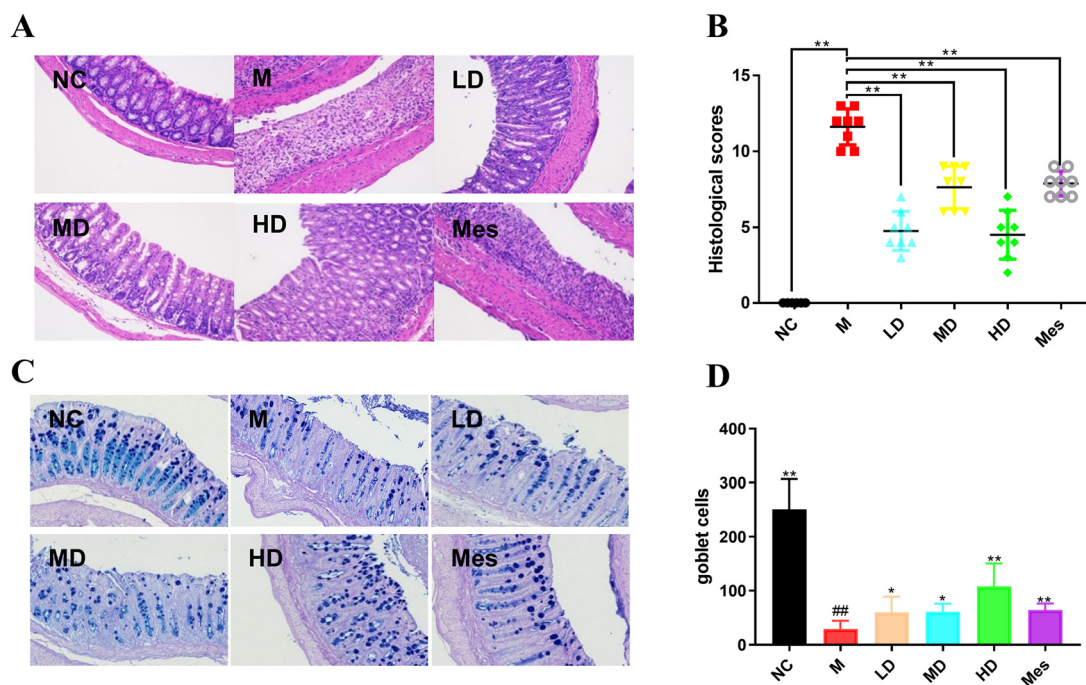 A
NC
M
LD
MD
HD
Mes
B
**
**
**
**
**
Histological scores
15
10
5
0
NC
M
LD
MD
HD
Mes
C
NC
M
LD
MD
HD
Mes
D
goblet cells
400
300
200
100
0
**
##
*
*
**
**
NC
M
LD
MD
HD
Mes